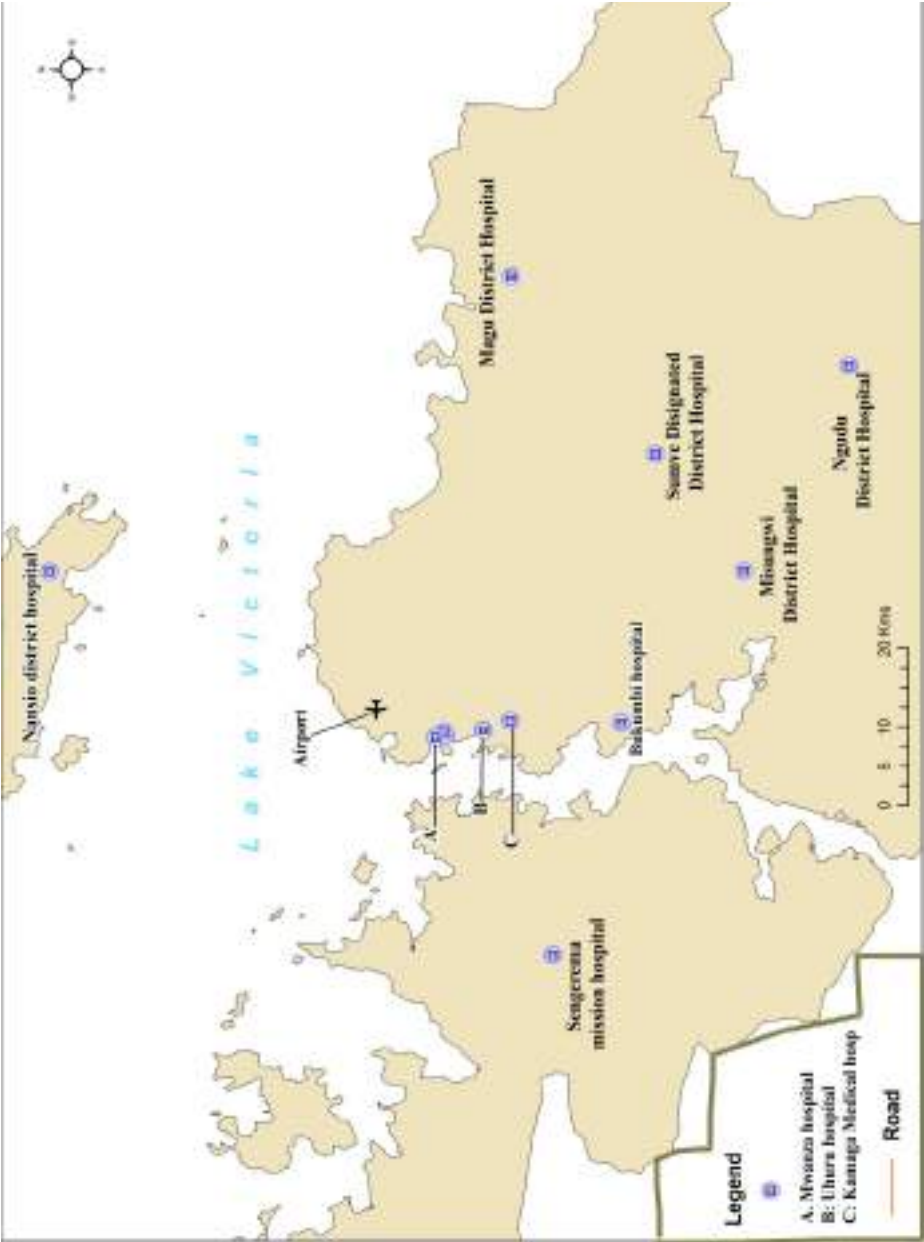 Nansio district hospital
Lake Victoria
Airport
Magu District Hospital
A
B
C
Sengerema
mission hospital
Bukumbi hospital
Sumve Disignated
District Hospital
Misungwi
District Hospital
Ngudu
District Hospital
0 5 10 20 Kms
Legend
A. Mwanza hospital
B: Uhuru hospital
C: Kamaga Medical hosp
Road